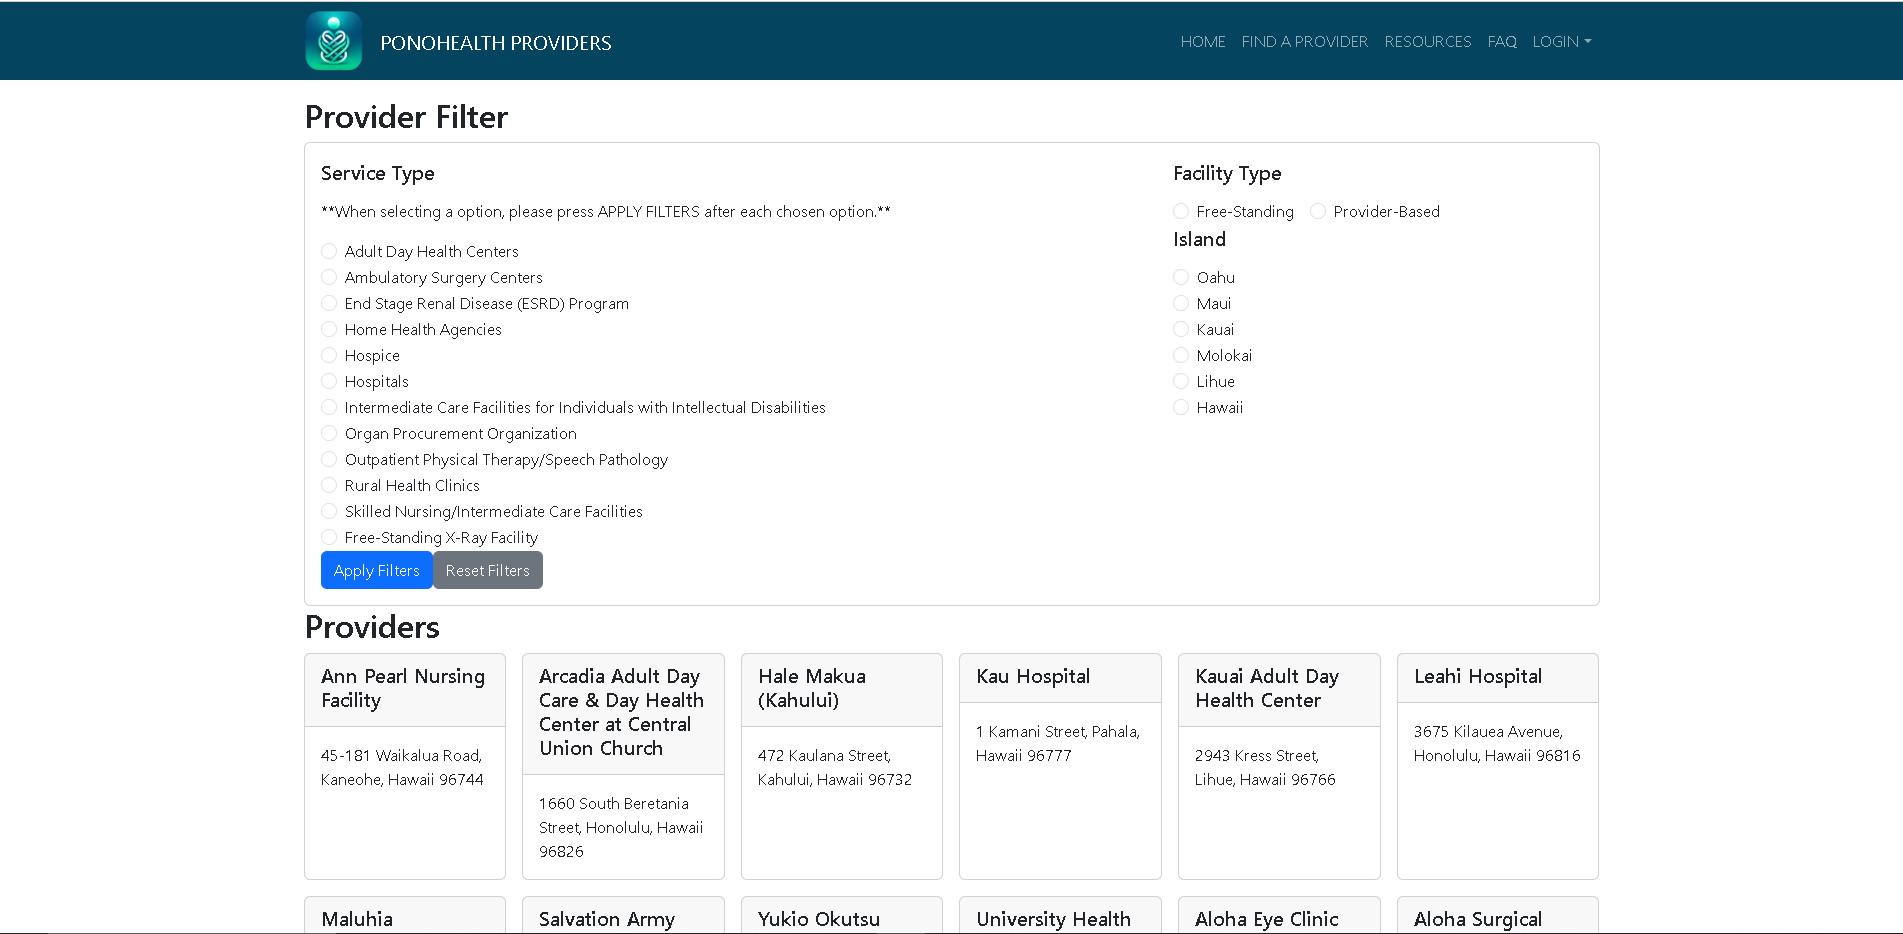 PONOHEALTH PROVIDERS
HOME FIND A PROVIDER RESOURCES FAQ LOGIN
Provider Filter
Service Type
**When selecting a option, please press APPLY FILTERS after each chosen option.**
Adult Day Health Centers
Ambulatory Surgery Centers
End Stage Renal Disease (ESRD) Program
Home Health Agencies
Hospice
Hospitals
Intermediate Care Facilities for Individuals with Intellectual Disabilities
Organ Procurement Organization
Outpatient Physical Therapy/Speech Pathology
Rural Health Clinics
Skilled Nursing/Intermediate Care Facilities
Free-Standing X-Ray Facility
Apply Filters Reset Filters
Facility Type
Free-Standing Provider-Based
Island
Oahu
Maui
Kauai
Molokai
Lihue
Hawaii
Providers
Ann Pearl Nursing
Facility
45-181 Waikalua Road,
Kaneohe, Hawaii 96744
Arcadia Adult Day
Care & Day Health
Center at Central
Union Church
1660 South Beretania
Street, Honolulu, Hawaii
96826
Hale Makua
(Kahului)
472 Kaulana Street,
Kahului, Hawaii 96732
Kau Hospital
1 Kamani Street, Pahala,
Hawaii 96777
Kauai Adult Day
Health Center
2943 Kress Street,
Lihue, Hawaii 96766
Leahi Hospital
3675 Kilauea Avenue,
Honolulu, Hawaii 96816
Maluhia
Salvation Army
Yukio Okutsu
University Health
Aloha Eye Clinic
Aloha Surgical